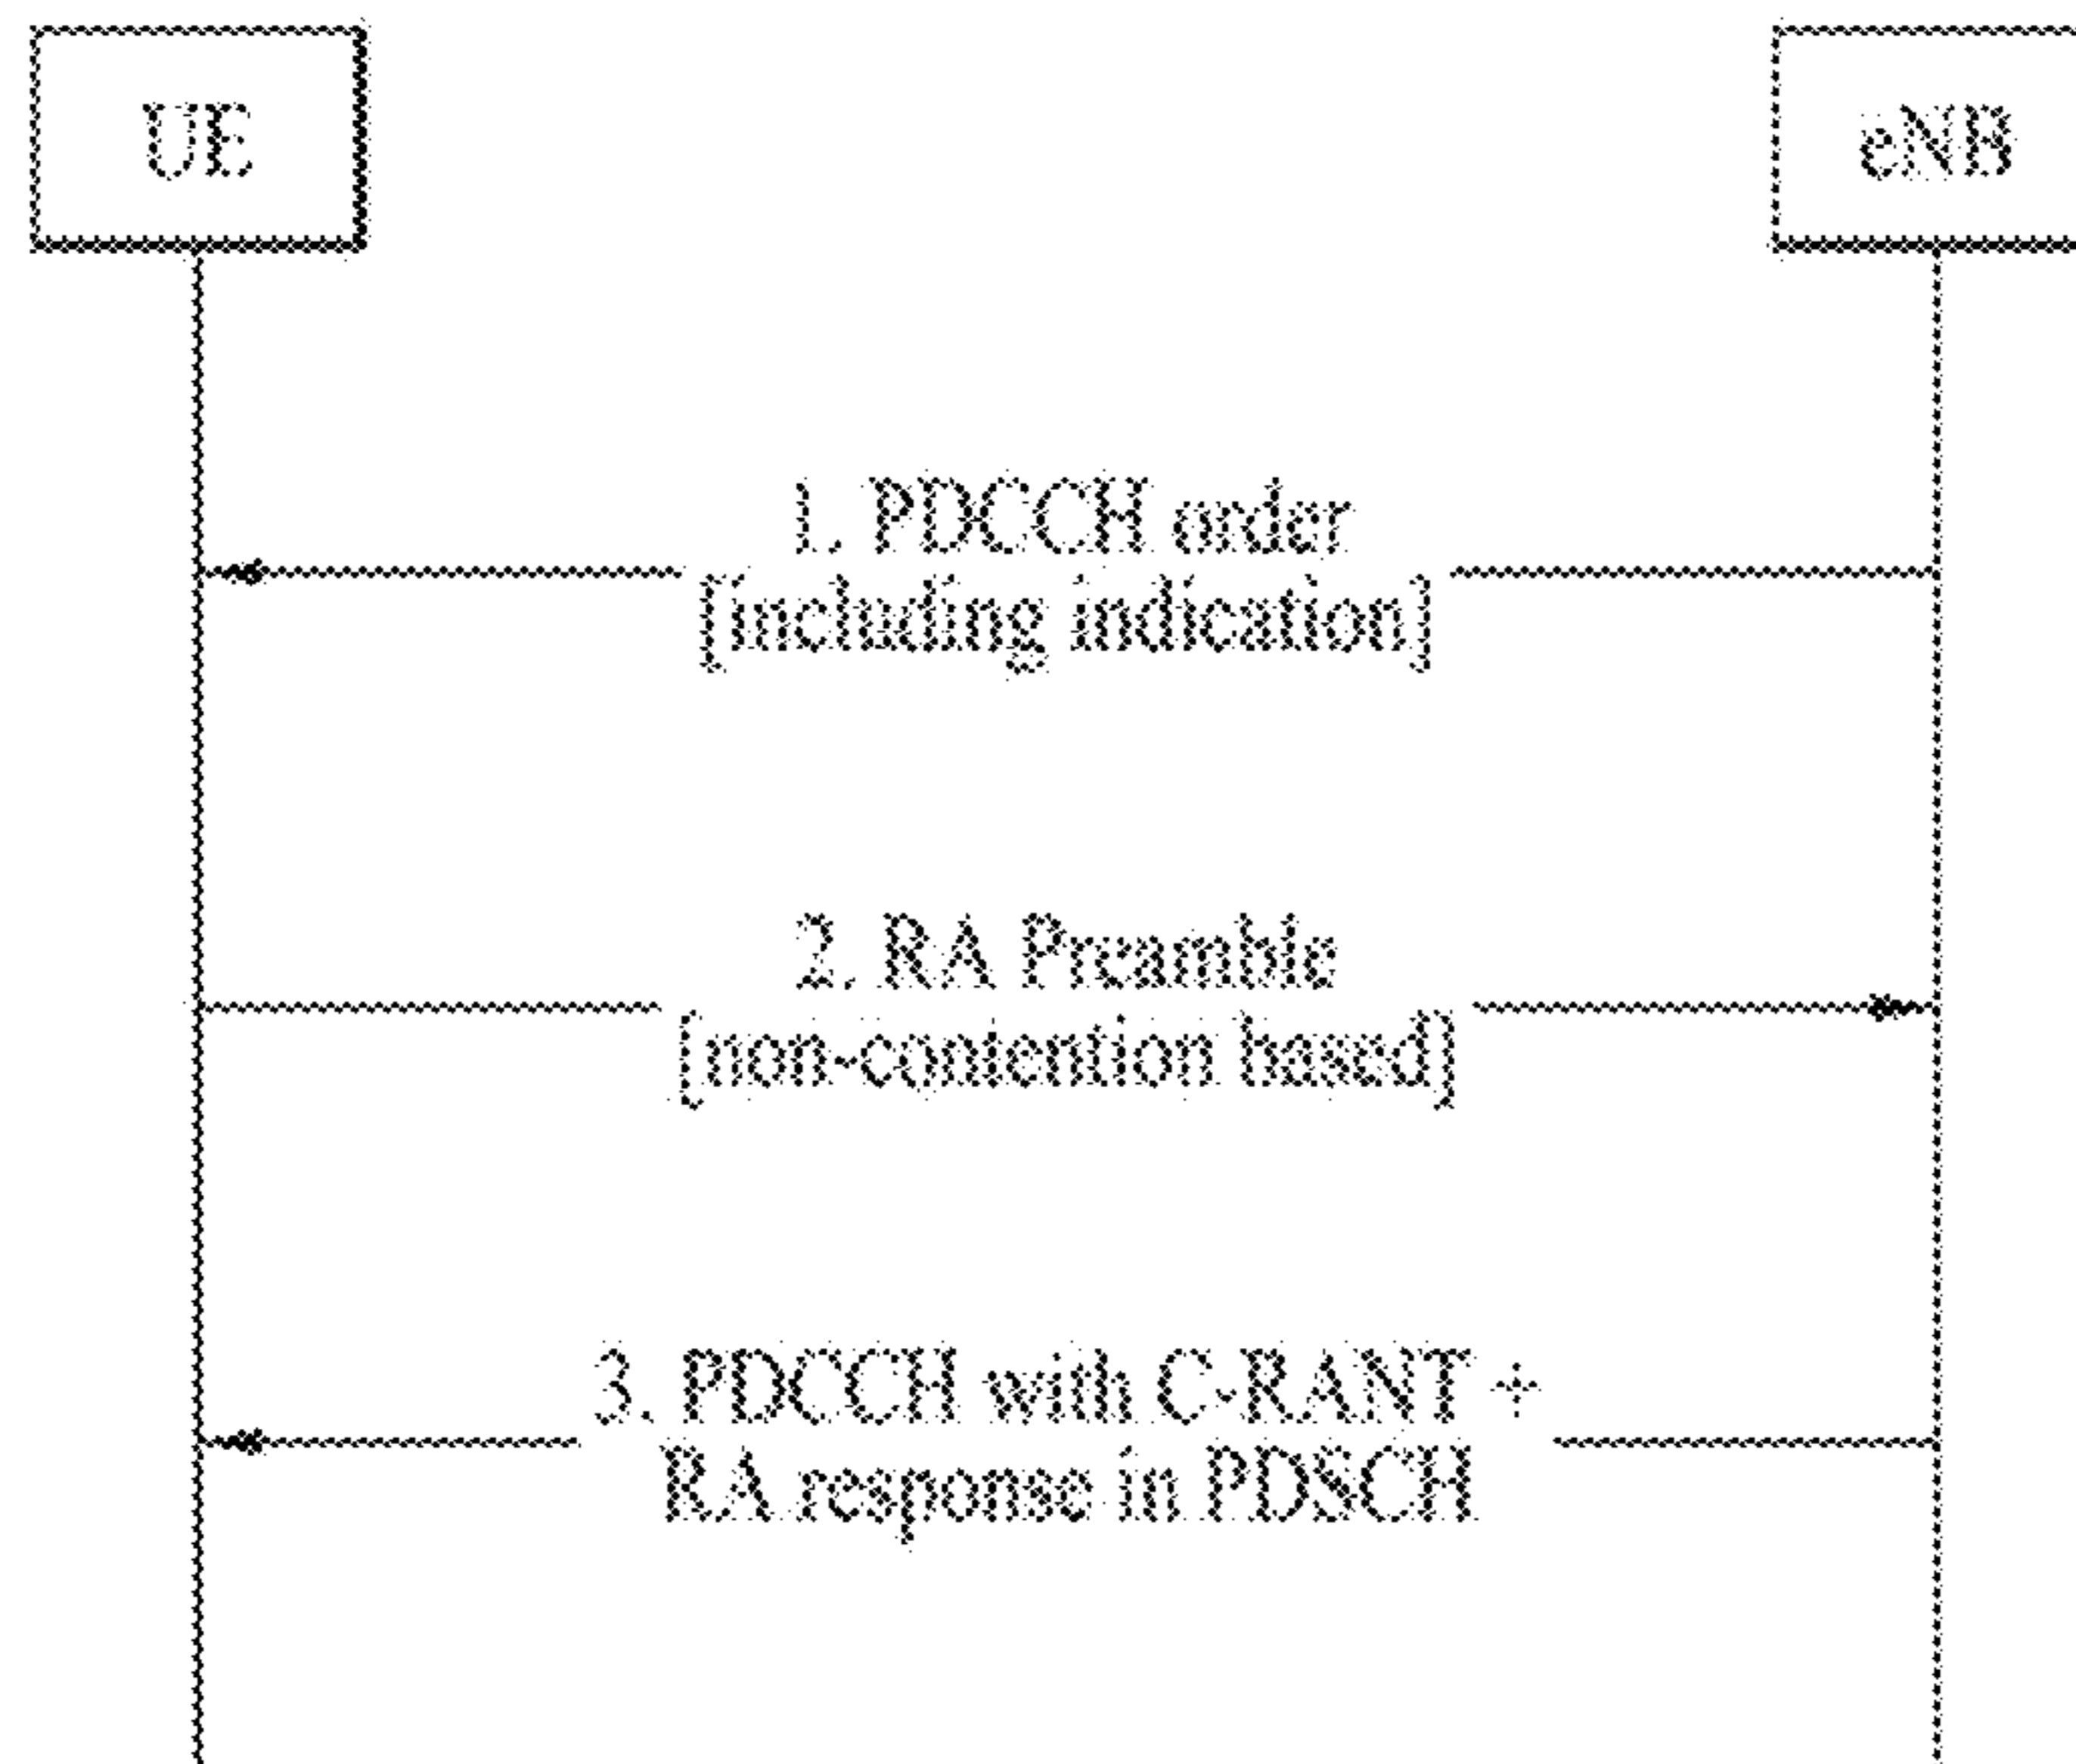 UE
eNB
1. PDCCH order
[including indication]
2. RA Preamble
[non-contention based]
3. PDCCH with C-RANT +
RA response in PDSCH